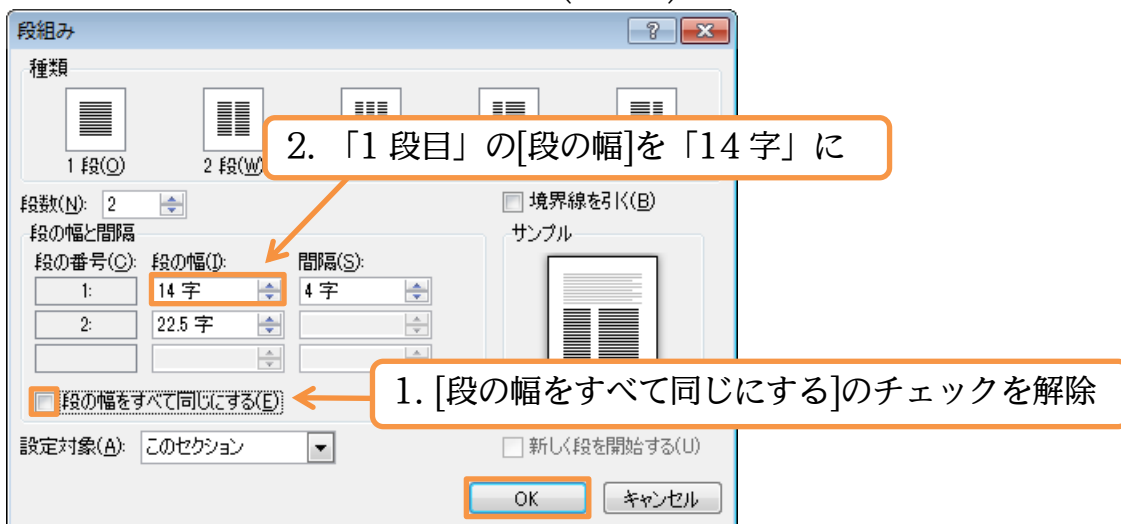 段組み
種類
1 段(O)
2 段(W)
2. 「1 段目」の[段の幅]を「14 字」に
段数(N): 2
境界線を引く(B)
段の幅と間隔
サンプル
段の番号(C): 段の幅(I): 間隔(S):
1: 14 字 4 字
2: 22.5 字
1. [段の幅をすべて同じにする]のチェックを解除
段の幅をすべて同じにする(E)
設定対象(A): このセクション
新しく段を開始する(U)
OK キャンセル